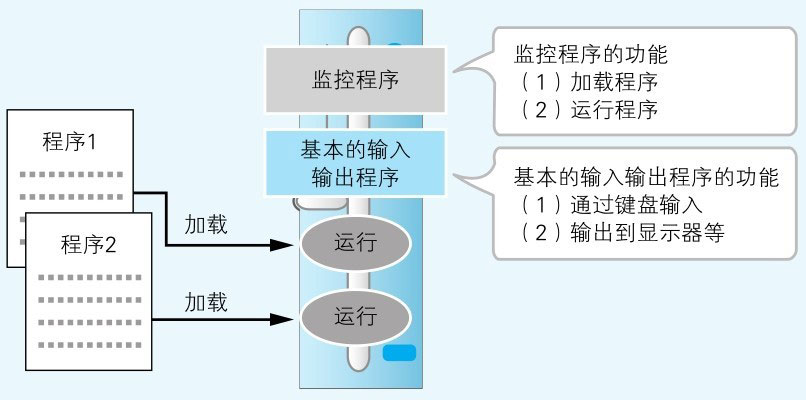 监控程序
监控程序的功能
（1）加载程序
（2）运行程序
基本的输入
输出程序
基本的输入输出程序的功能
（1）通过键盘输入
（2）输出到显示器等
程序1
加载
运行
程序2
加载
运行